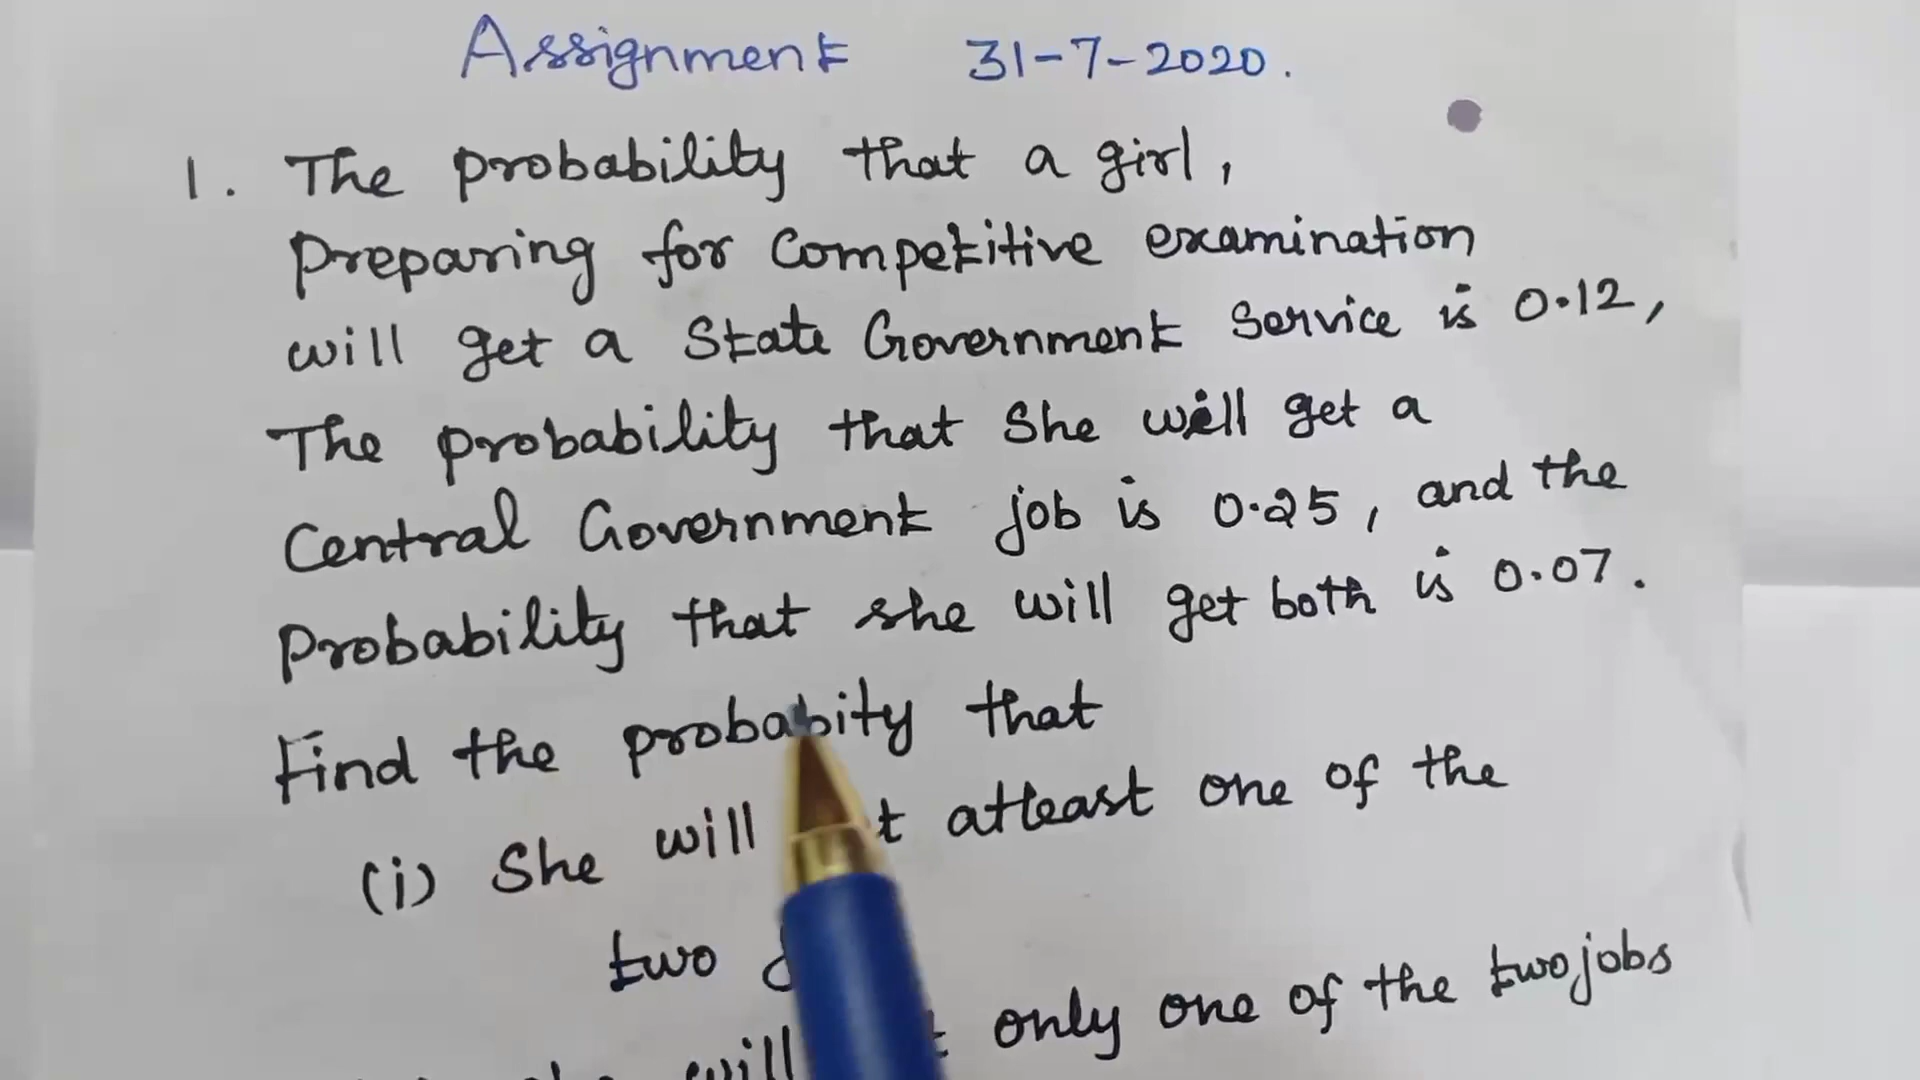 Assignment 31-7-2020.
1. The probability that a girl,
preparing for competitive examination
will get a State Government service is 0.12,
The probability that she will get a
Central Government job is 0.25, and the
probability that she will get both is 0.07.
Find the probabity that
(i) She will atleast one of the
two
will only one of the two jobs